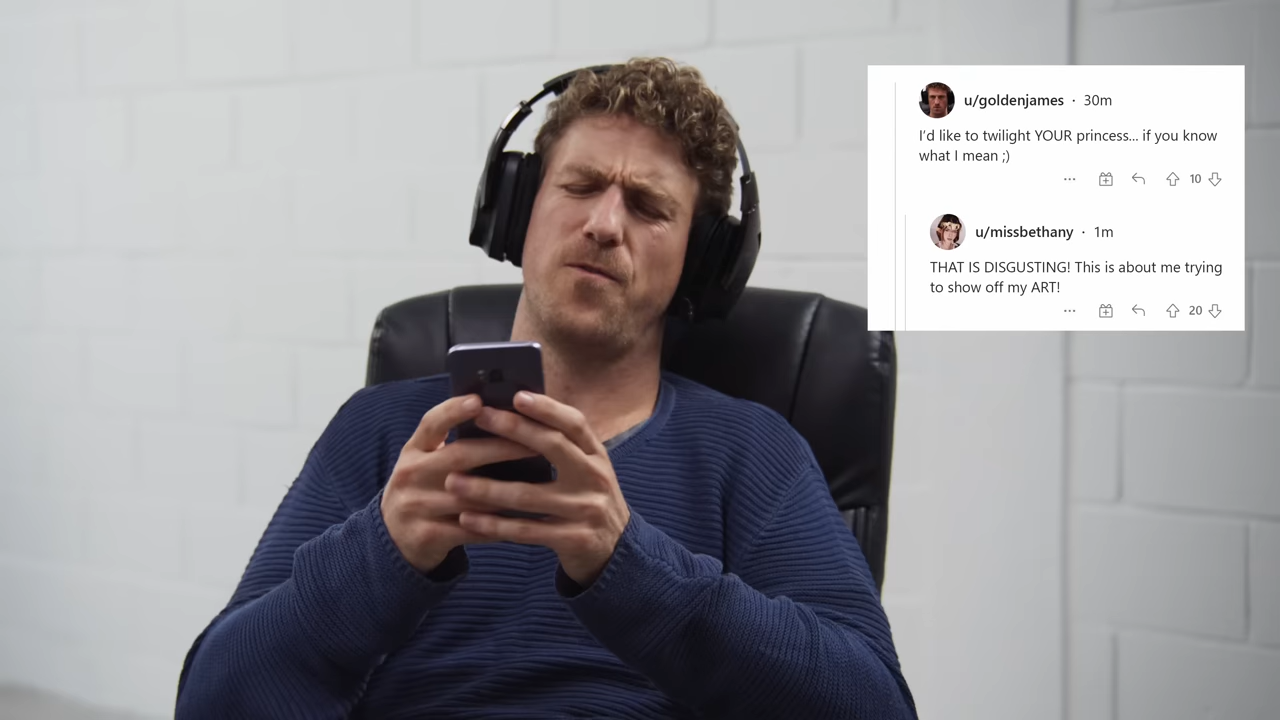 u/goldenjames · 30m
I'd like to twilight YOUR princess... if you know
what I mean ;)
10
u/missbethany · 1m
THAT IS DISGUSTING! This is about me trying
to show off my ART!
20